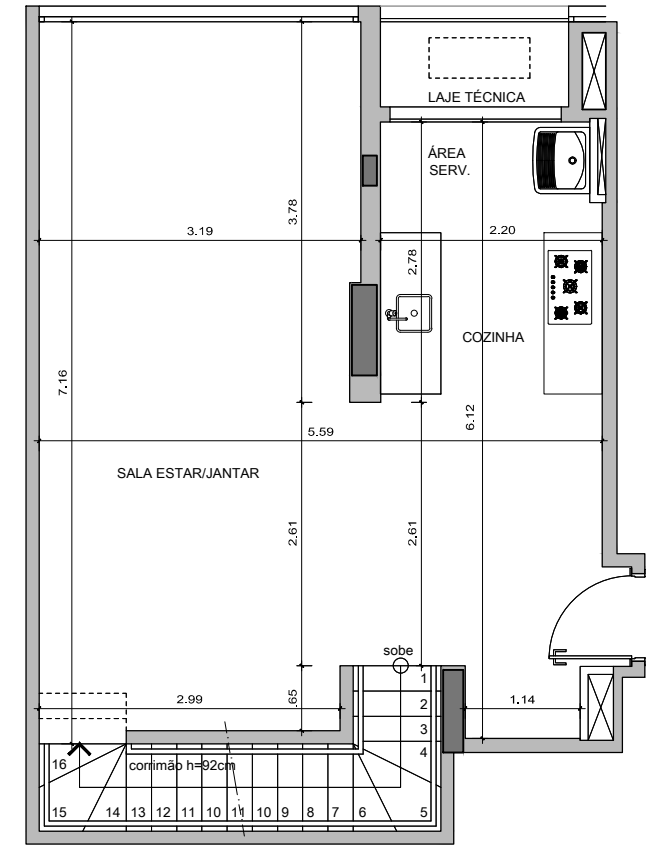 LAJE TÉCNICA
ÁREA
SERV.
3.78
3.19
2.20
2.78
COZINHA
7.16
6.12
5.59
SALA ESTAR/JANTAR
2.61
2.61
sobe
1
2.99
.65
2
1.14
3
4
16
corrimão h=92cm
15 14 13 12 11 10 11 10 9 8 7 6 5